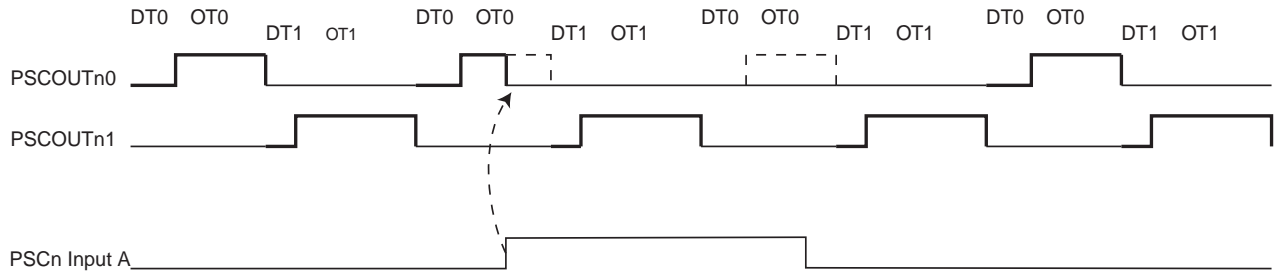 DT0 OT0 DT0 OT0 DT0 OT0 DT0 OT0
DT1 OT1 DT1 OT1 DT1 OT1 DT1 OT1
PSCOUTn0
PSCOUTn1
PSCn Input A